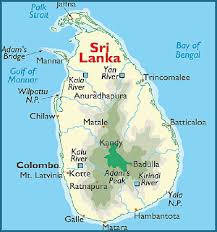 Palk
Strait
Jaffna
Adam's
Bridge
Sri
Lanka
Bay of
Bengal
Gulf of
Mannar
Mannar
Yan
River
Trincomalee
Kala
River
Wilpattu
N.P.
Anuradhapura
Chilaw
Matale
Batticaloa
Kandy
Kalu
River
Colombo
Badulla
Adam's
Peak
Mt. Lavinia
Kotte
Kirindi
River
Ratnapura
Yala
N.P.
Hambantota
Galle
Matara